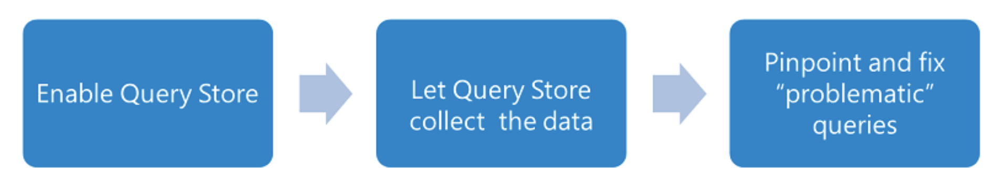 Enable Query Store
Let Query Store
collect  the data
Pinpoint and fix
“problematic”
queries